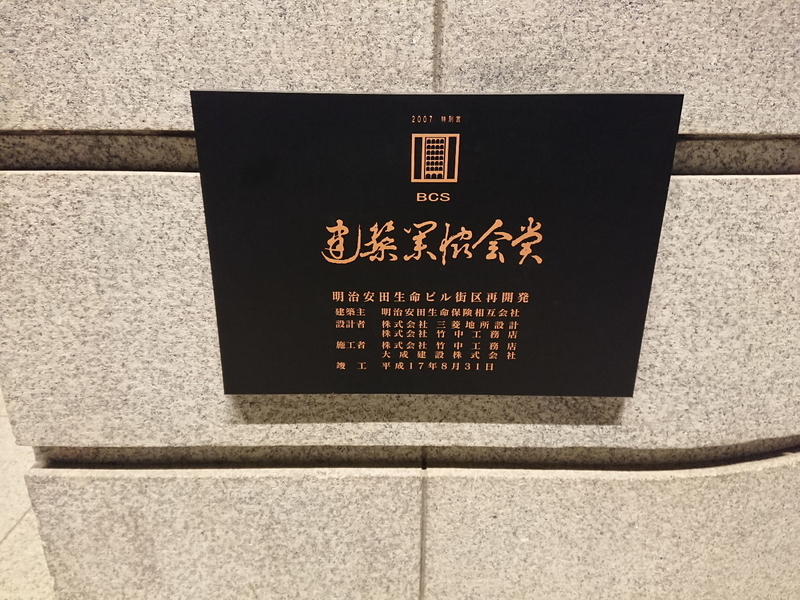 2007 特別賞
BCS
建築業協会賞
明治安田生命ビル街区再開発
建築主 明治安田生命保険相互会社
設計者 株式会社 三菱地所設計
株式会社 竹中工務店
施工者 株式会社 竹中工務店
大成建設株式会社
竣工 平成17年8月31日